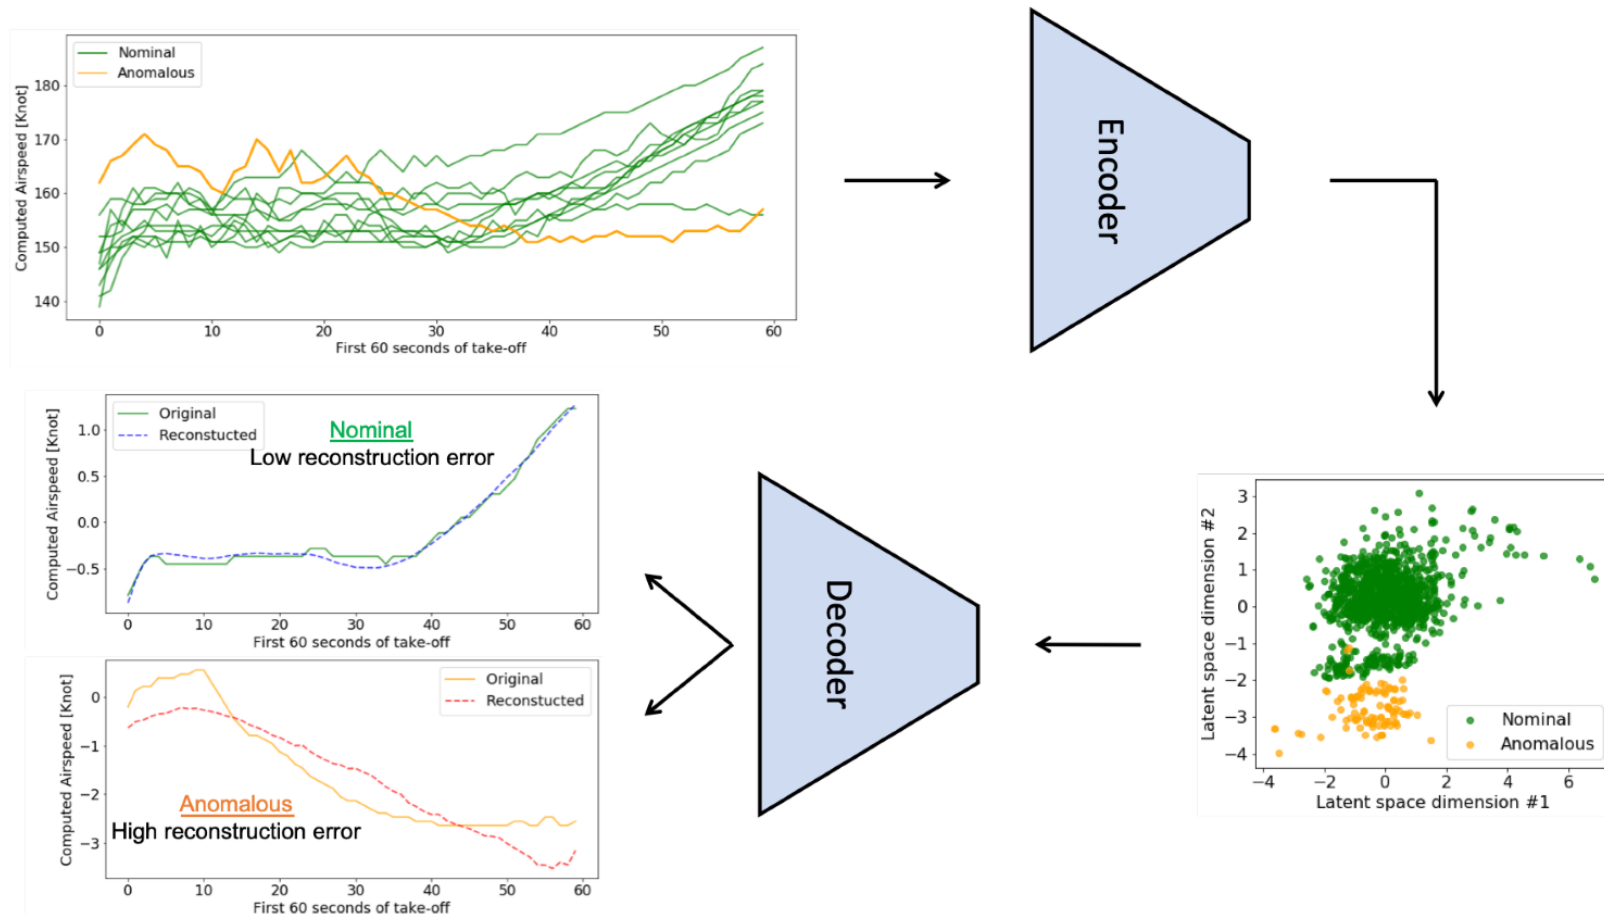 Nominal
Anomalous
Computed Airspeed [Knot]
180
170
160
150
140
0 10 20 30 40 50 60
First 60 seconds of take-off
Encoder
Original
Reconstucted
Nominal
Low reconstruction error
Computed Airspeed [Knot]
1.0
0.5
0.0
−0.5
0 10 20 30 40 50 60
First 60 seconds of take-off
Original
Reconstucted
Anomalous
High reconstruction error
Computed Airspeed [Knot]
0
−1
−2
−3
0 10 20 30 40 50 60
First 60 seconds of take-off
Decoder
Latent space dimension #2
3
2
1
0
−1
−2
−3
−4
Nominal
Anomalous
−4 −2 0 2 4 6
Latent space dimension #1